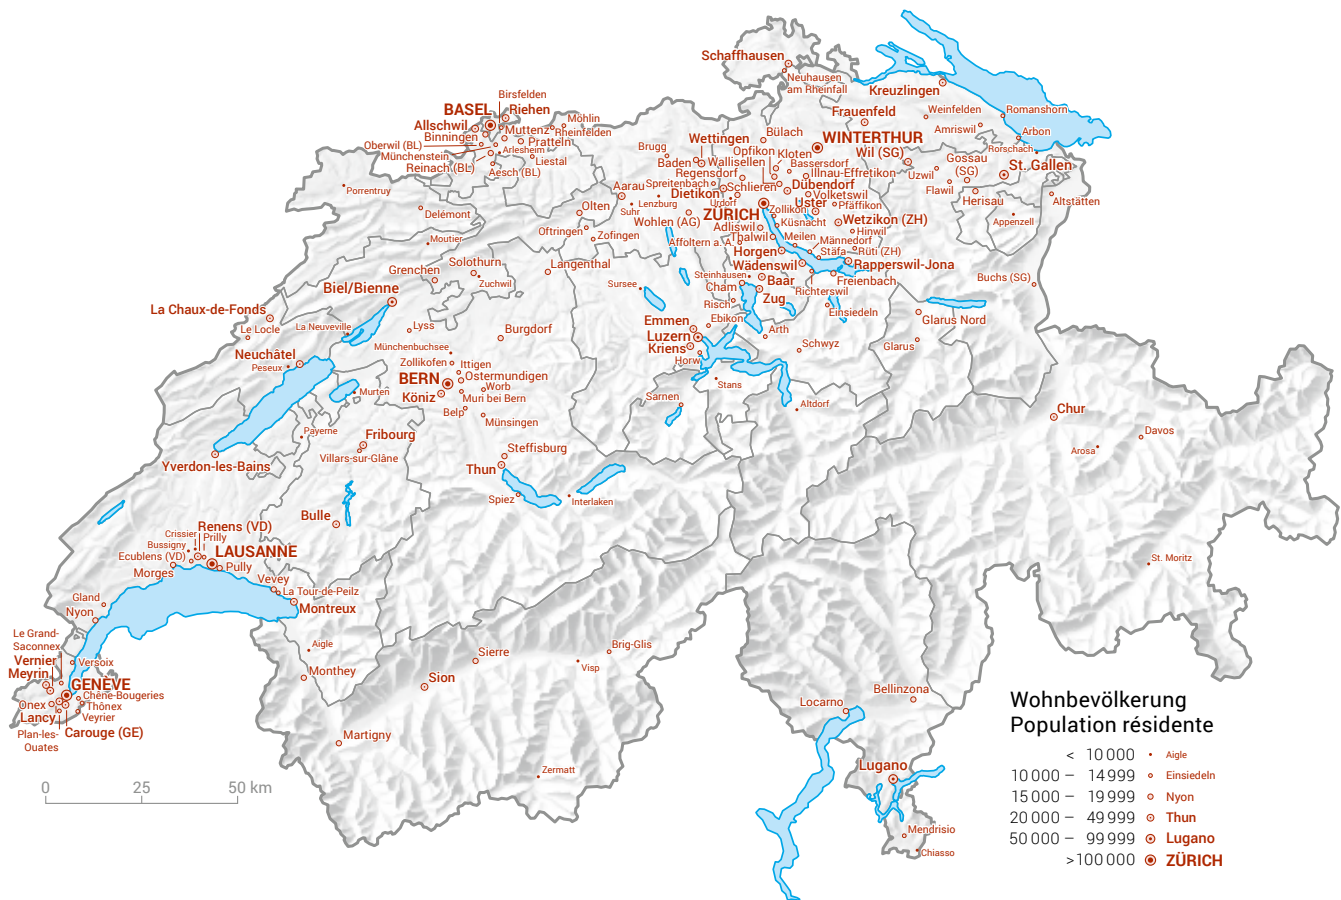 Schaffhausen
Neuhausen
am Rheinfall
Kreuzlingen
Birsfelden
BASEL
Riehen
Möhlin
Allschwil
Muttenz
Rheinfelden
Binningen
Pratteln
Oberwil (BL)
Arlesheim
Münchenstein
Liestal
Reinach (BL)
Aesch (BL)
Frauenfeld
Weinfelden
Romanshorn
Amriswil
Arbon
Rorschach
Wettingen
Bülach
WINTERTHUR
Brugg
Opfikon
Kloten
Wil (SG)
Gossau
(SG)
St. Gallen
Baden
Wallisellen
Bassersdorf
Regensdorf
Illnau-Effretikon
Uzwil
Flawil
Herisau
Altstätten
Appenzell
Porrentruy
Aarau
Spreitenbach
Schlieren
Dübendorf
Dietikon
Volketswil
Lenzburg
Urdorf
Uster
Pfäffikon
Delémont
Olten
Suhr
ZÜRICH
Zollikon
Wohlen (AG)
Küsnacht
Wetzikon (ZH)
Adliswil
Hinwil
Moutier
Oftringen
Zofingen
Affoltern a. A.
Thalwil
Meilen
Männedorf
Stäfa
Rüti (ZH)
Horgen
Wädenswil
Rapperswil-Jona
Solothurn
Langenthal
Grenchen
Zuchwil
Steinhausen
Baar
Freienbach
Buchs (SG)
Biel/Bienne
Sursee
Cham
Richterswil
Zug
Risch
Einsiedeln
La Chaux-de-Fonds
Le Locle
La Neuveville
Lyss
Burgdorf
Emmen
Ebikon
Arth
Glarus Nord
Luzern
Kriens
Schwyz
Glarus
Horw
Neuchâtel
Peseux
Münchenbuchsee
Zollikofen
Ittigen
Ostermundigen
BERN
Worb
Köniz
Muri bei Bern
Belp
Münsingen
Murten
Stans
Sarnen
Altdorf
Chur
Davos
Arosa
Payerne
Fribourg
Villars-sur-Glâne
Steffisburg
Yverdon-les-Bains
Thun
Spiez
Interlaken
Bulle
Renens (VD)
Crissier
Prilly
Bussigny
LAUSANNE
Ecublens (VD)
Pully
Morges
Vevey
La Tour-de-Peilz
St. Moritz
Gland
Montreux
Nyon
Le Grand-
Saconnex
Aigle
Brig-Glis
Sierre
Vernier
Versoix
Visp
Meyrin
Monthey
Sion
GENÈVE
Chêne-Bougeries
Onex
Thônex
Lancy
Veyrier
Plan-les-
Ouates
Carouge (GE)
Bellinzona
Locarno
Martigny
Zermatt
Lugano
Mendrisio
Chiasso
0 25 50 km
Wohnbevölkerung
Population résidente
< 10 000 Aigle
10 000 – 14 999 Einsiedeln
15 000 – 19 999 Nyon
20 000 – 49 999 Thun
50 000 – 99 999 Lugano
>100 000 ZÜRICH